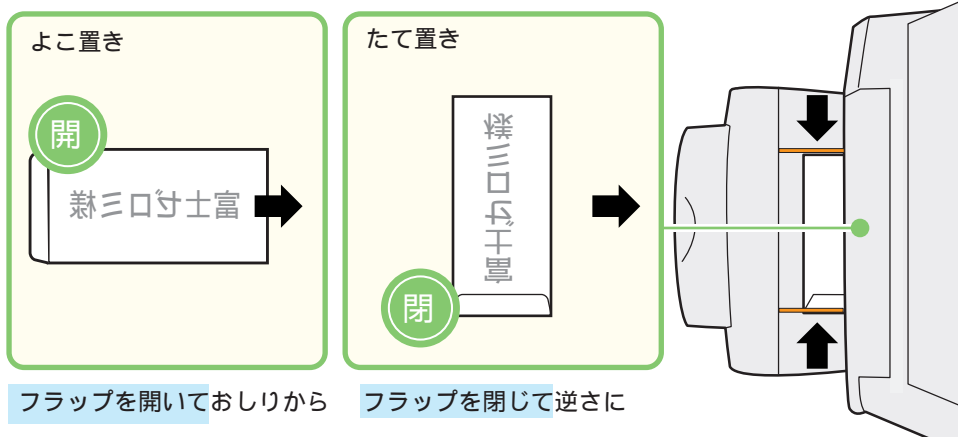 よこ置き
開
富士ゼロミ様
フラップを開いておしりから
たて置き
富士ゼロミ様
閉
フラップを閉じて逆さに